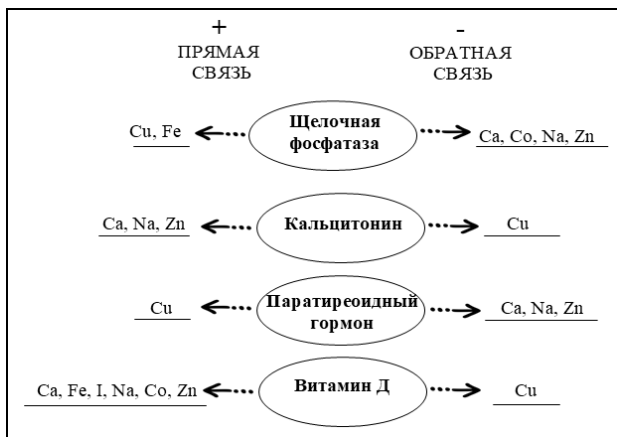 +
ПРЯМАЯ
СВЯЗЬ
-
ОБРАТНАЯ
СВЯЗЬ
Cu, Fe
Щелочная
фосфатаза
Ca, Co, Na, Zn
Ca, Na, Zn
Кальцитонин
Cu
Cu
Паратиреоидный
гормон
Ca, Na, Zn
Ca, Fe, I, Na, Co, Zn
Витамин Д
Cu